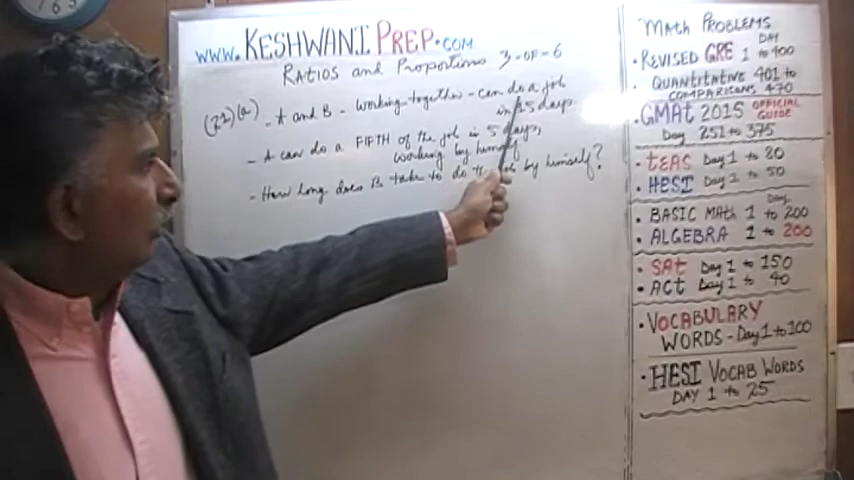 WWW.KESHWANIPREP.COM
RATIOS and Proportions 3-OF-6
(22)(a) - A and B - working-together - can do a job
in 15 days.
- A can do a FIFTH of the job in 5 days,
working by himself
- How long does B take to do the job by himself?
MATH PROBLEMS
DAY
• REVISED GRE 1 to 400
• QUANTITATIVE 401 to
COMPARISONS 470
• GMAt 2015 OFFICIAL
GUIDE
Day 251 to 375
• tEAS Day 1 to 20
• HESI Day 1 to 50
Day
• BASIC MAth 1 to 200
• ALGEBRA 1 to 200
• SAt Day 1 to 150
• ACt Day 1 to 40
• VOCABULARY
WORDS - Day 1 to 100
• HESI VOCAB WORDS
DAY 1 to 25